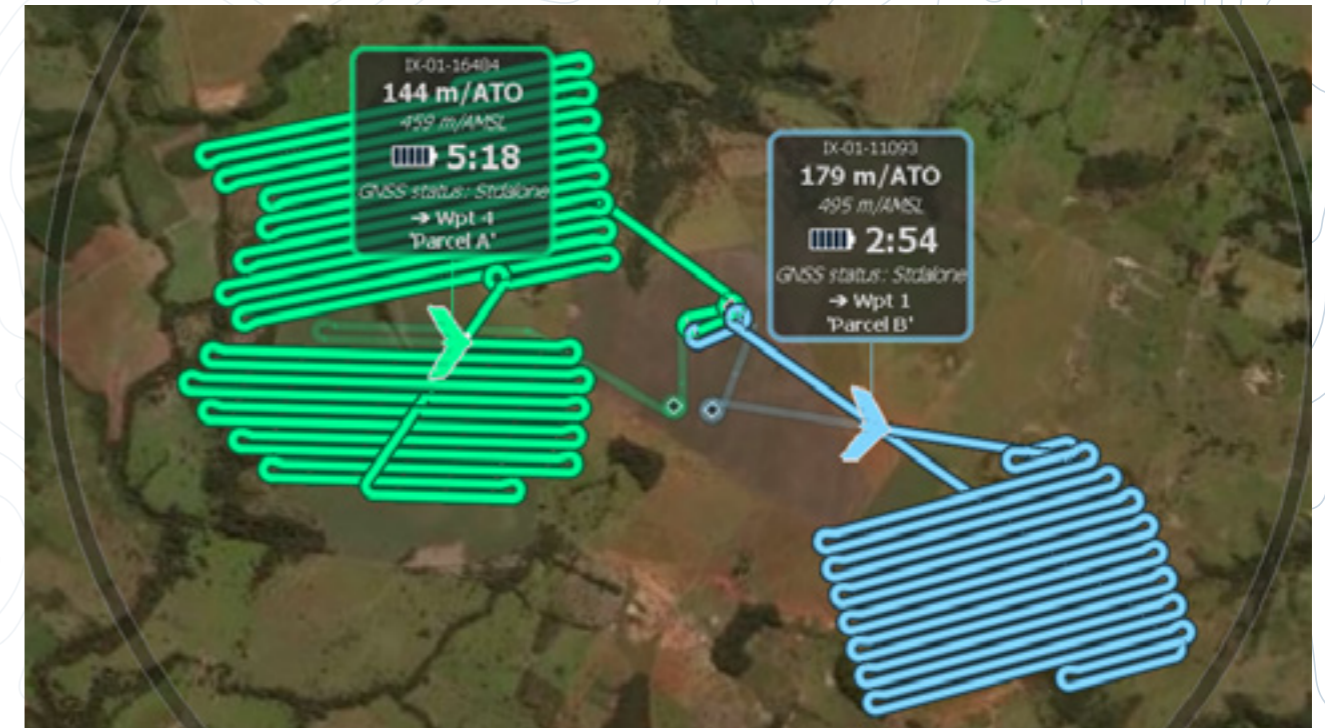 IX-01-16484
144 m/ATO
459 m/AMSL
5:18
GNSS status: Stdalone
➔ Wpt 4
'Parcel A'
IX-01-11093
179 m/ATO
495 m/AMSL
2:54
GNSS status: Stdalone
➔ Wpt 1
'Parcel B'